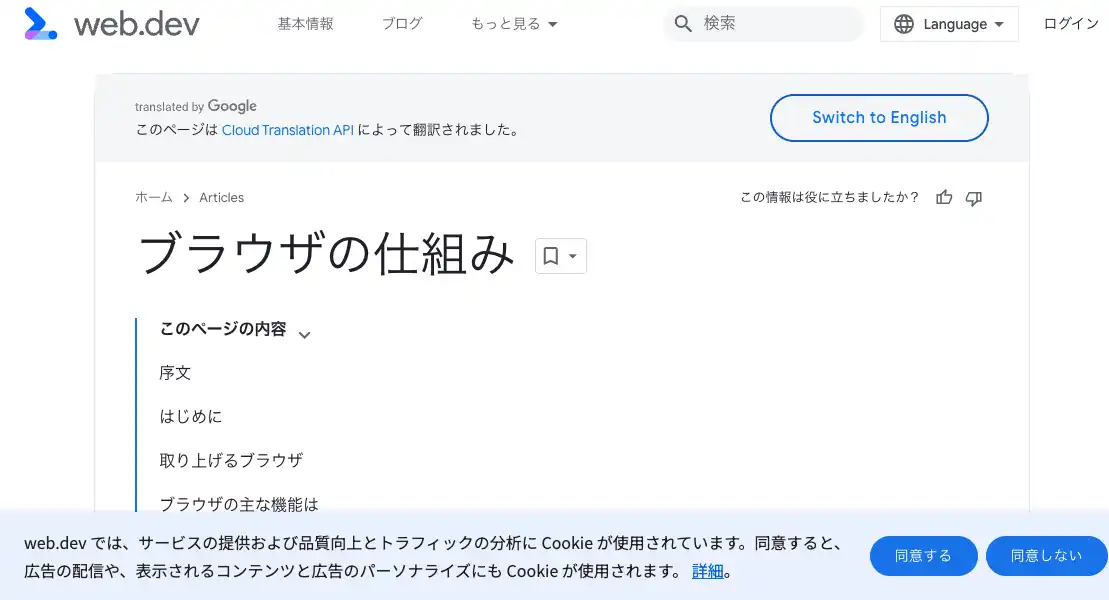 web.dev
基本情報
ブログ
もっと見る
検索
Language
ログイン
translated by Google
このページは Cloud Translation API によって翻訳されました。
Switch to English
ホーム
Articles
この情報は役に立ちましたか？
ブラウザの仕組み
このページの内容
序文
はじめに
取り上げるブラウザ
ブラウザの主な機能は
web.dev では、サービスの提供および品質向上とトラフィックの分析に Cookie が使用されています。同意すると、
広告の配信や、表示されるコンテンツと広告のパーソナライズにも Cookie が使用されます。 詳細。
同意する
同意しない